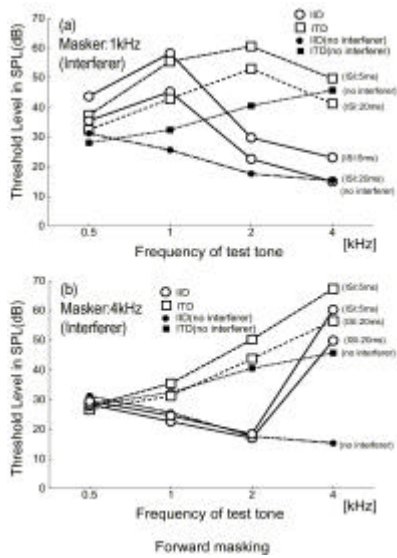 (a)
Masker:1kHz
(Interferer)
IID
ITD
IID(no interferer)
ITD(no interferer)
Threshold Level in SPL(dB)
70
60
50
40
30
20
10
0
(ISI:5ms)
(no interferer)
(ISI:20ms)
(ISI:5ms)
(ISI:20ms)
(no interferer)
0.5 1 2 4
[kHz]
Frequency of test tone
(b)
Masker:4kHz
(Interferer)
IID
ITD
IID(no interferer)
ITD(no interferer)
Threshold Level in SPL(dB)
70
60
50
40
30
20
10
0
(ISI:5ms)
(ISI:5ms)
(ISI:20ms)
(ISI:20ms)
(no interferer)
(no interferer)
0.5 1 2 4
[kHz]
Frequency of test tone
Forward masking